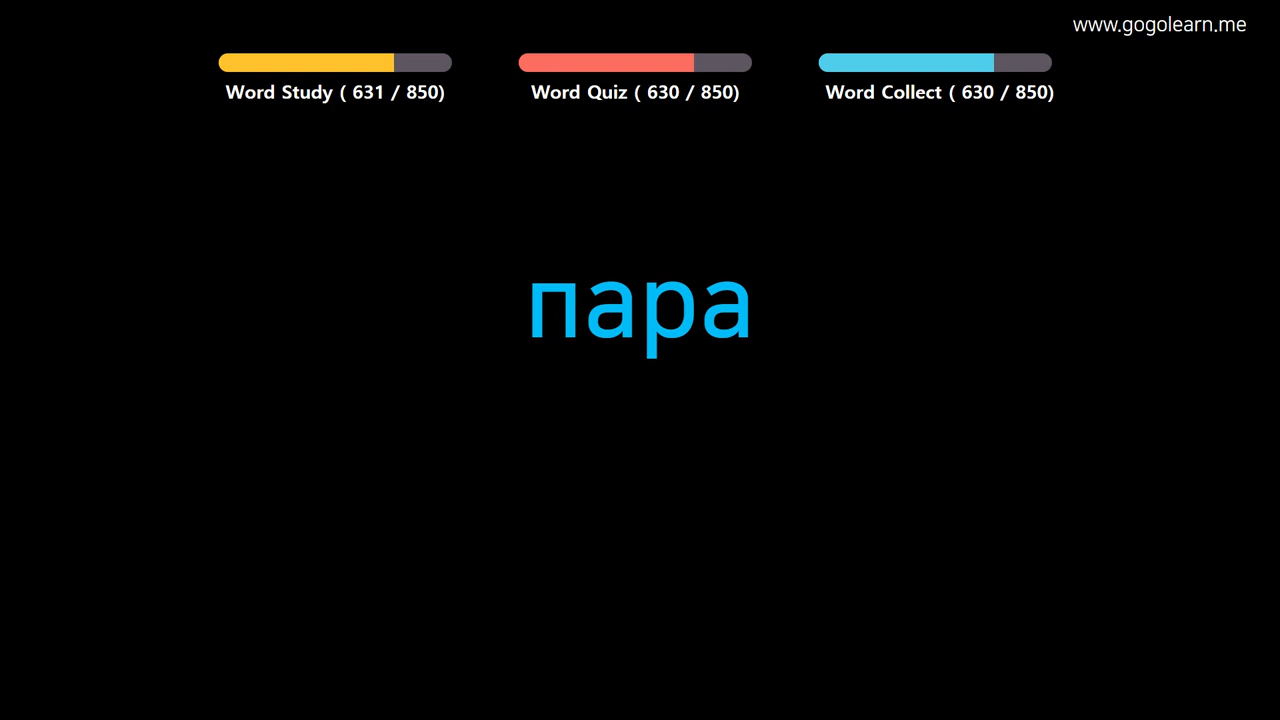 www.gogolearn.me
Word Study ( 631 / 850)
Word Quiz ( 630 / 850)
Word Collect ( 630 / 850)
пара